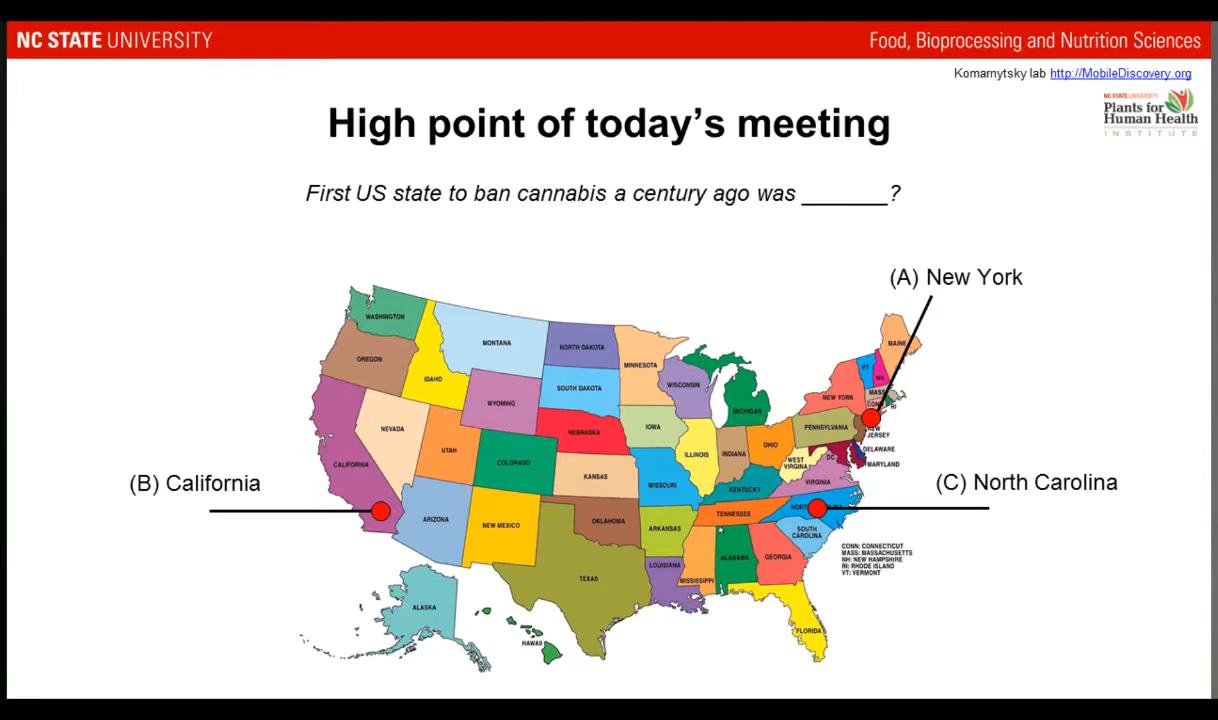 NC STATE UNIVERSITY
Food, Bioprocessing and Nutrition Sciences
Komarnytsky lab http://MobileDiscovery.org
NC STATE UNIVERSITY
Plants for
Human Health
INSTITUTE
High point of today's meeting
First US state to ban cannabis a century ago was _______?
(A) New York
(B) California
(C) North Carolina
WASHINGTON
OREGON
IDAHO
MONTANA
NORTH DAKOTA
MINNESOTA
WISCONSIN
MICHIGAN
MAINE
VT
NH
MASS
CONN
RI
NEW YORK
SOUTH DAKOTA
WYOMING
NEVADA
UTAH
COLORADO
NEBRASKA
IOWA
ILLINOIS
INDIANA
OHIO
PENNSYLVANIA
NEW
JERSEY
DELAWARE
MARYLAND
DC
WEST
VIRGINIA
VIRGINIA
CALIFORNIA
KANSAS
MISSOURI
KENTUCKY
ARIZONA
NEW MEXICO
OKLAHOMA
ARKANSAS
TENNESSEE
SOUTH
CAROLINA
TEXAS
LOUISIANA
MISSISSIPPI
ALABAMA
GEORGIA
FLORIDA
ALASKA
HAWAII
CONN: CONNECTICUT
MASS: MASSACHUSETTS
NH: NEW HAMPSHIRE
RI: RHODE ISLAND
VT: VERMONT